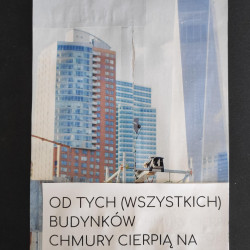 OD TYCH (WSZYSTKICH)
BUDYNKÓW
CHMURY CIERPIĄ NA